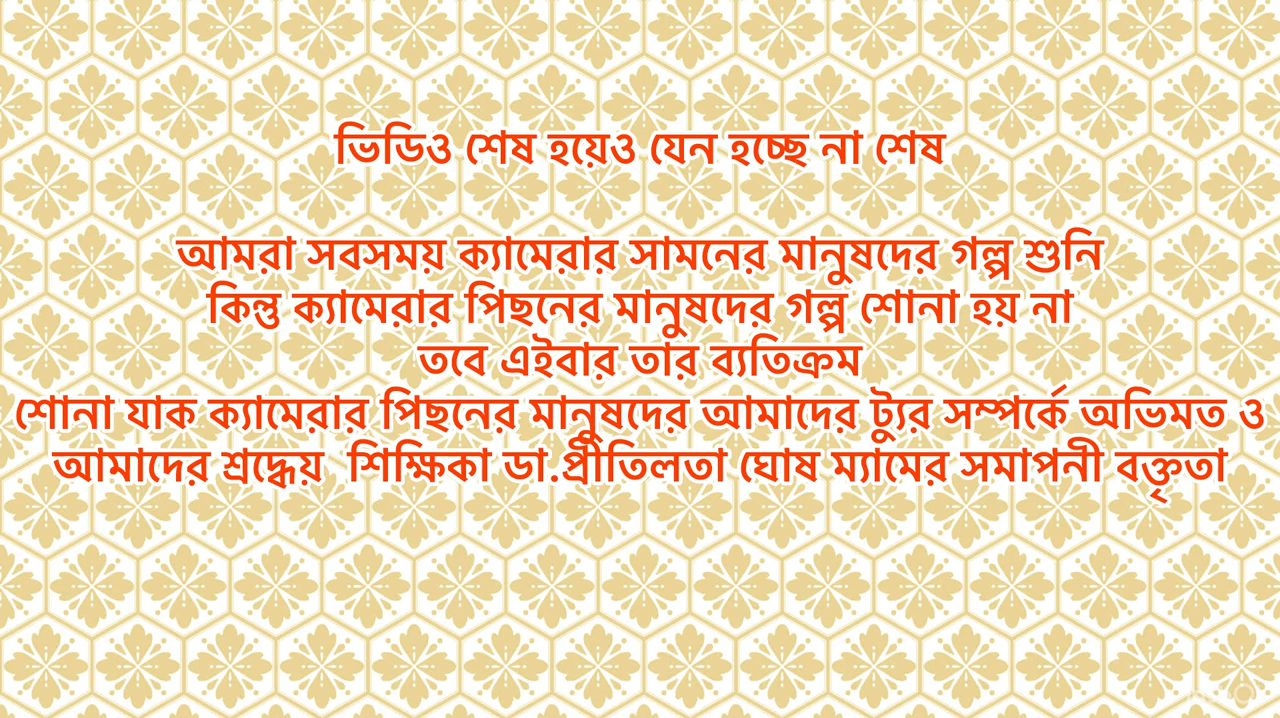 ভিডিও শেষ হয়েও যেন হচ্ছে না শেষ
আমরা সবসময় ক্যামেরার সামনের মানুষদের গল্প শুনি
কিন্তু ক্যামেরার পিছনের মানুষদের গল্প শোনা হয় না
তবে এইবার তার ব্যতিক্রম
শোনা যাক ক্যামেরার পিছনের মানুষদের আমাদের ট্যুর সম্পর্কে অভিমত ও
আমাদের শ্রদ্ধেয় শিক্ষিকা ডা.প্রীতিলতা ঘোষ ম্যামের সমাপনী বক্তৃতা